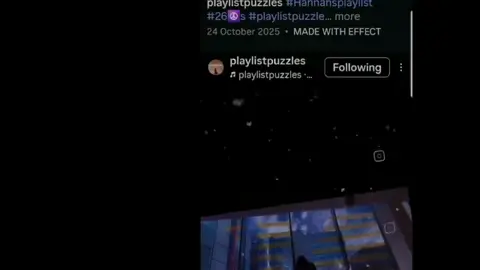 playlistpuzzles #Hannahsplaylist
#26☮️s #playlistpuzzle... more
24 October 2025 • MADE WITH EFFECT
playlistpuzzles
♬ playlistpuzzles ·...
Following